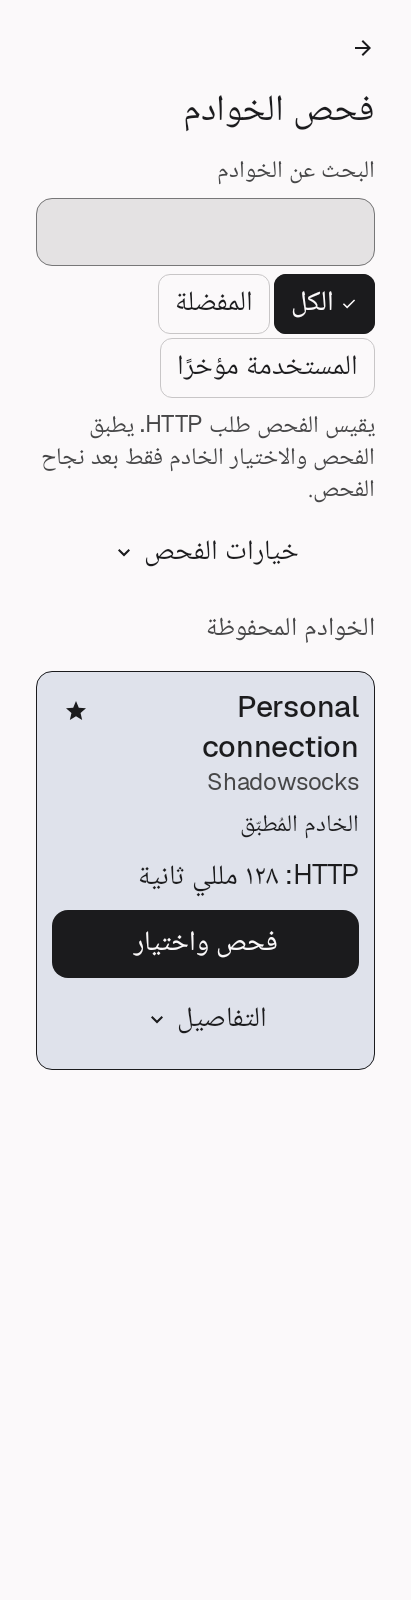 فحص الخوادم
البحث عن الخوادم
الكل
المفضلة
المستخدمة مؤخرًا
يقيس الفحص طلب HTTP. يطبق
الفحص والاختيار الخادم فقط بعد نجاح
الفحص.
خيارات الفحص
الخوادم المحفوظة
Personal
connection
Shadowsocks
الخادم المُطبّق
HTTP: ١٢٨ مللي ثانية
فحص واختيار
التفاصيل